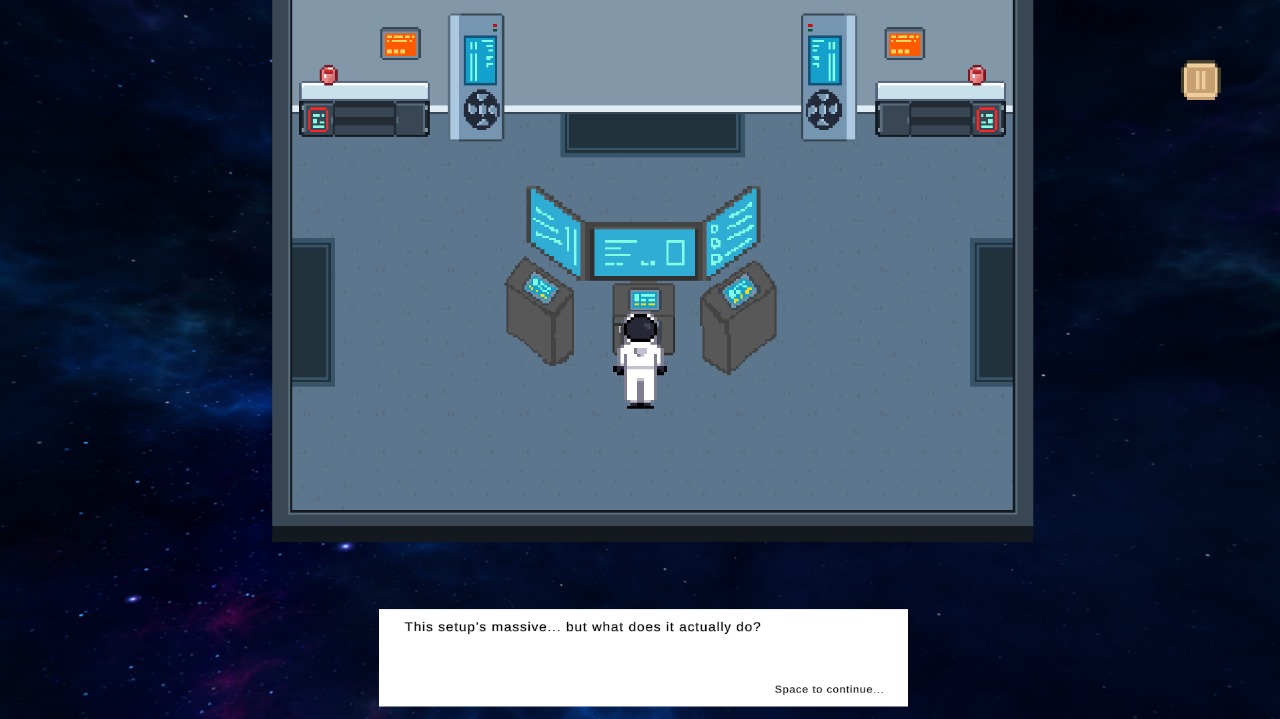 This setup's massive... but what does it actually do?
Space to continue...